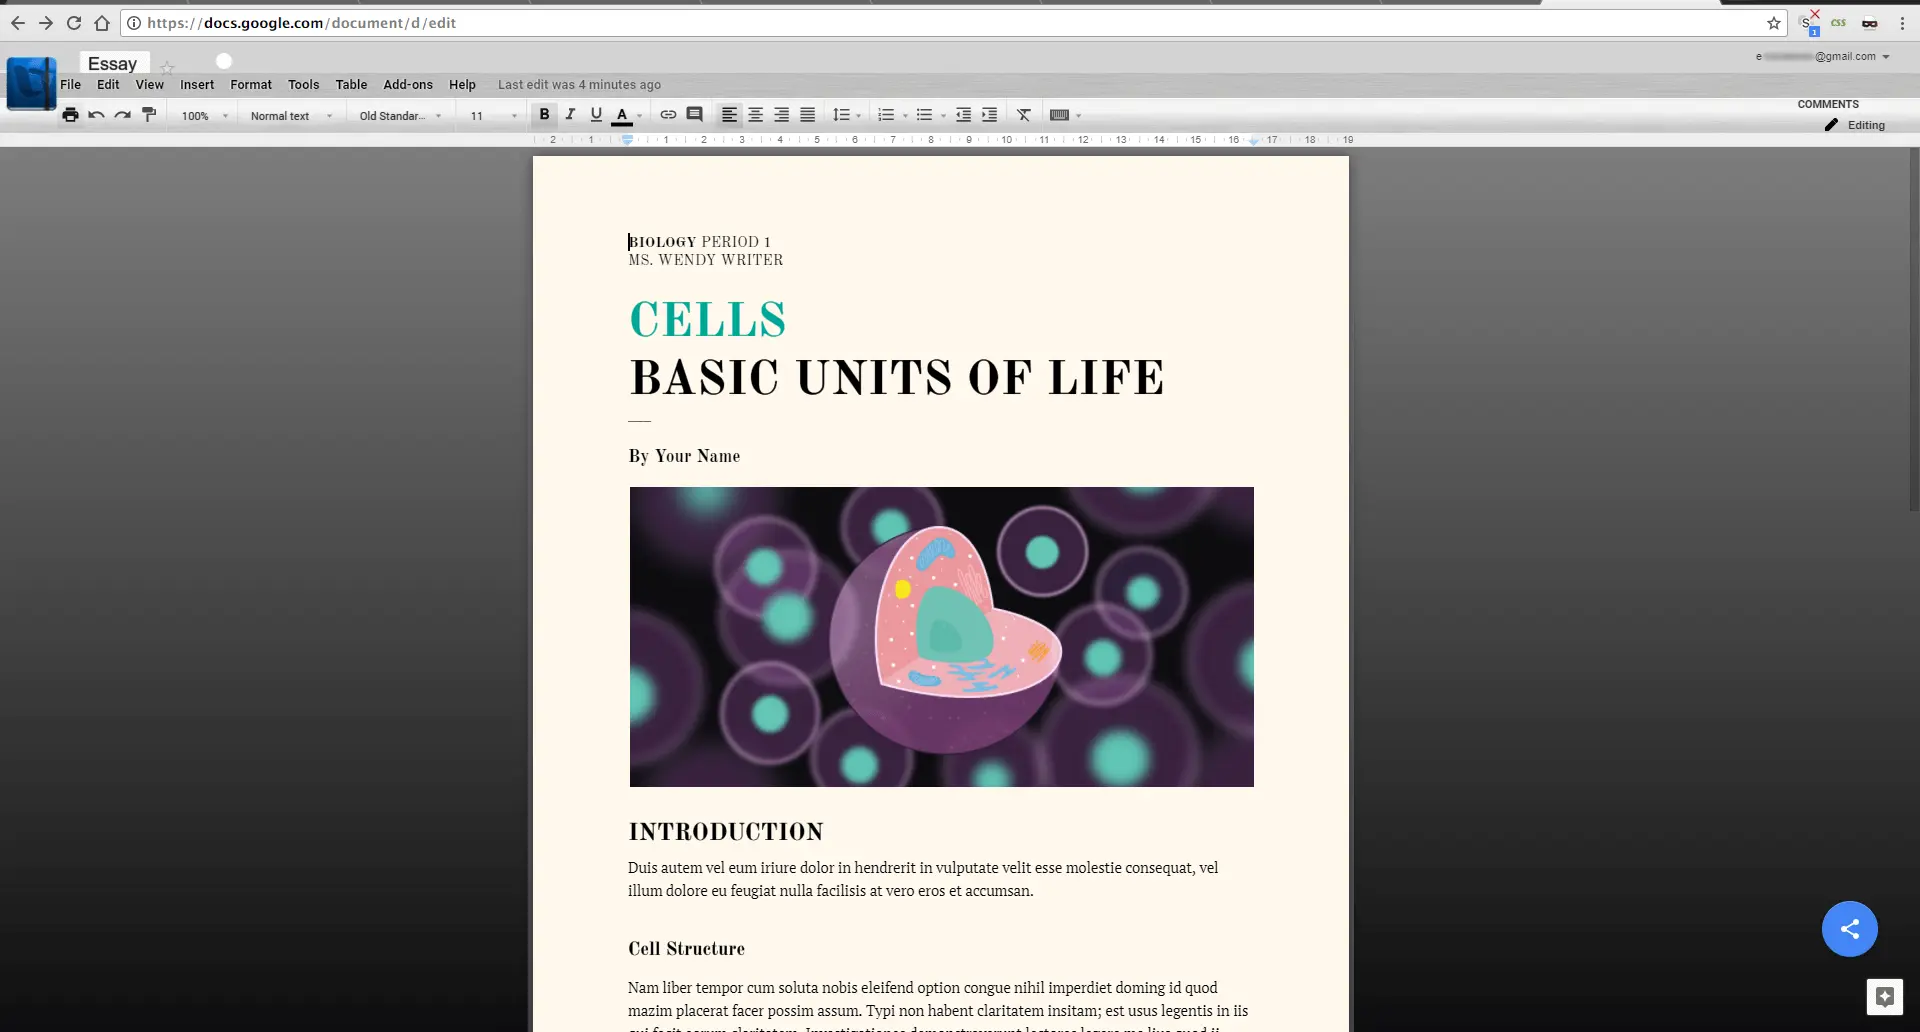 https://docs.google.com/document/d/edit
S 1 CSS
Essay
@gmail.com
File Edit View Insert Format Tools Table Add-ons Help Last edit was 4 minutes ago
100% Normal text Old Standar... 11 B I U A
COMMENTS
Editing
2 1 1 2 3 4 5 6 7 8 9 10 11 12 13 14 15 16 17 18 19
BIOLOGY PERIOD 1
MS. WENDY WRITER
CELLS
BASIC UNITS OF LIFE
By Your Name
INTRODUCTION
Duis autem vel eum iriure dolor in hendrerit in vulputate velit esse molestie consequat, vel
illum dolore eu feugiat nulla facilisis at vero eros et accumsan.
Cell Structure
Nam liber tempor cum soluta nobis eleifend option congue nihil imperdiet doming id quod
mazim placerat facer possim assum. Typi non habent claritatem insitam; est usus legentis in iis